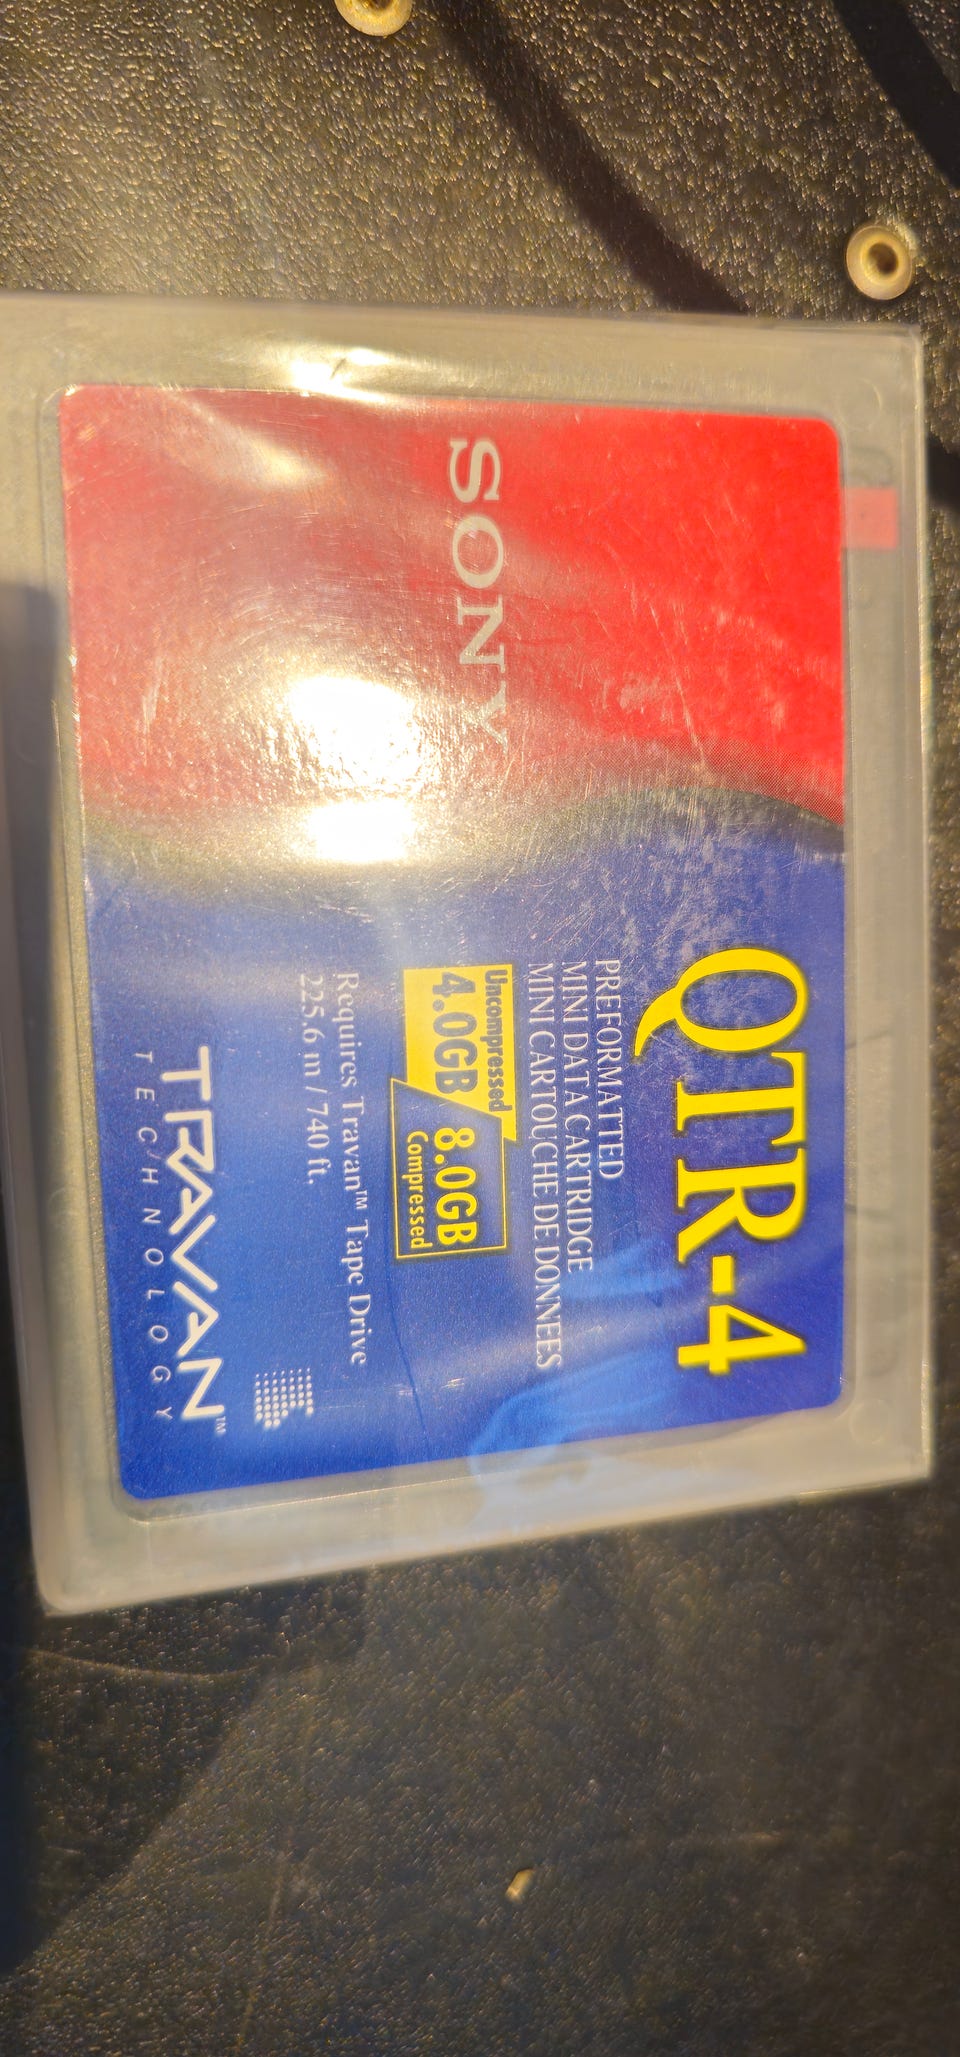 SONY
QTR-4
PREFORMATTED
MINI DATA CARTRIDGE
MINI CARTOUCHE DE DONNEES
Uncompressed
4.0GB 8.0GB
Compressed
Requires Travan™ Tape Drive
225.6 m / 740 ft.
TRAVAN™
TECHNOLOGY